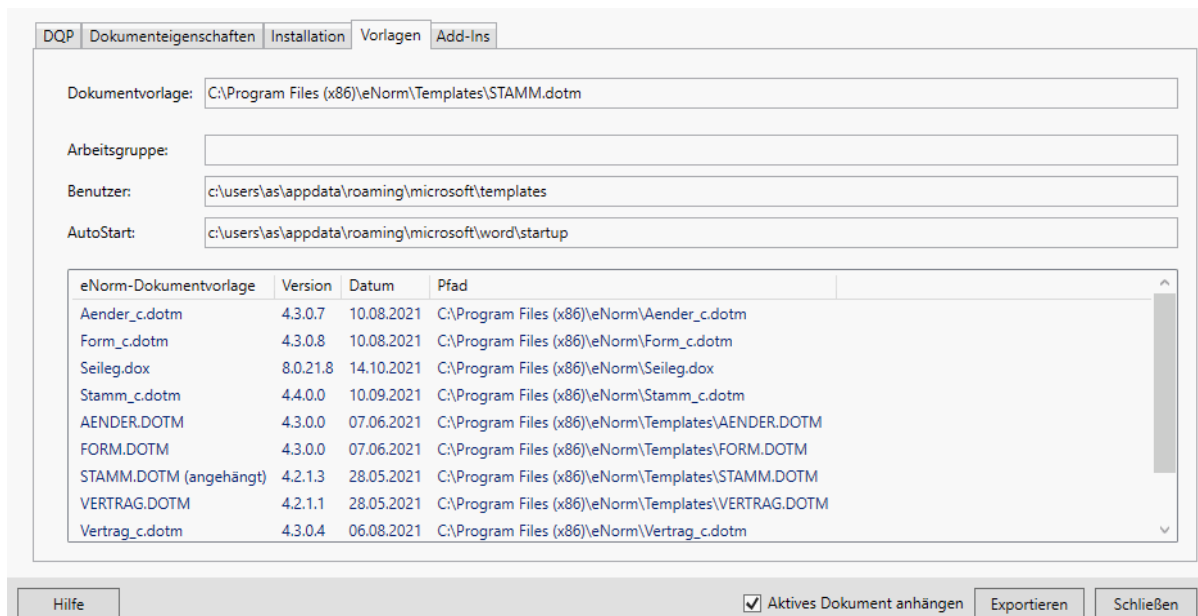 DQP Dokumenteigenschaften Installation Vorlagen Add-Ins
Dokumentvorlage: C:\Program Files (x86)\eNorm\Templates\STAMM.dotm
Arbeitsgruppe:
Benutzer: c:\users\as\appdata\roaming\microsoft\templates
AutoStart: c:\users\as\appdata\roaming\microsoft\word\startup
eNorm-Dokumentvorlage Version Datum Pfad
Aender_c.dotm 4.3.0.7 10.08.2021 C:\Program Files (x86)\eNorm\Aender_c.dotm
Form_c.dotm 4.3.0.8 10.08.2021 C:\Program Files (x86)\eNorm\Form_c.dotm
Seileg.dox 8.0.21.8 14.10.2021 C:\Program Files (x86)\eNorm\Seileg.dox
Stamm_c.dotm 4.4.0.0 10.09.2021 C:\Program Files (x86)\eNorm\Stamm_c.dotm
AENDER.DOTM 4.3.0.0 07.06.2021 C:\Program Files (x86)\eNorm\Templates\AENDER.DOTM
FORM.DOTM 4.3.0.0 07.06.2021 C:\Program Files (x86)\eNorm\Templates\FORM.DOTM
STAMM.DOTM (angehängt) 4.2.1.3 28.05.2021 C:\Program Files (x86)\eNorm\Templates\STAMM.DOTM
VERTRAG.DOTM 4.2.1.1 28.05.2021 C:\Program Files (x86)\eNorm\Templates\VERTRAG.DOTM
Vertrag_c.dotm 4.3.0.4 06.08.2021 C:\Program Files (x86)\eNorm\Vertrag_c.dotm
Hilfe Aktives Dokument anhängen Exportieren Schließen